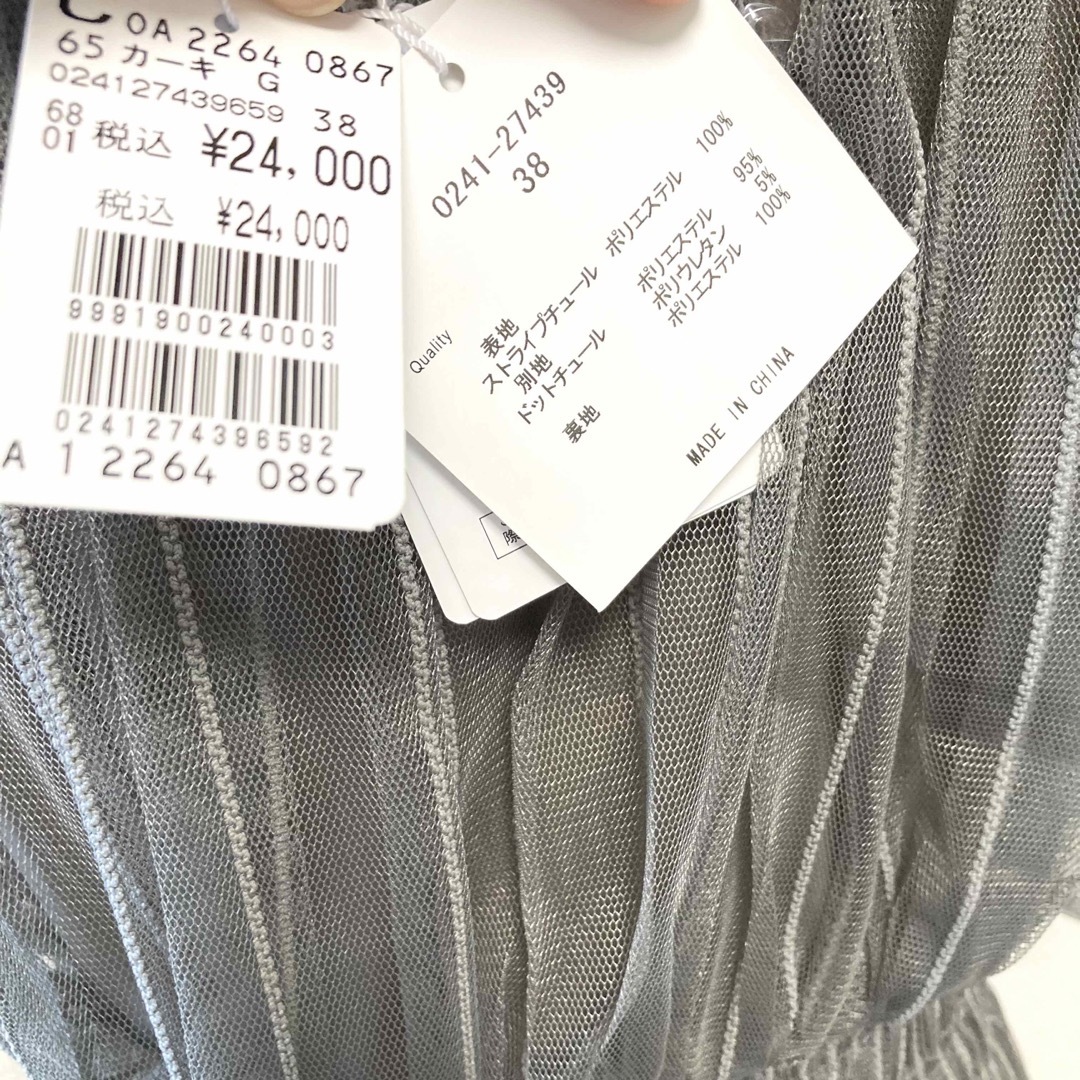 0A 2264 0867
65 カーキ G
024127439659 38
68
01 税込 ¥24,000
税込 ¥24,000
9981900240003
0241274396592
A 1 2264 0867
0241-27439
38
Quality
表地
ストライプチュール ポリエステル 100%
別地
ドットチュール ポリエステル 95%
ポリウレタン 5%
裏地 ポリエステル 100%
MADE IN CHINA
際